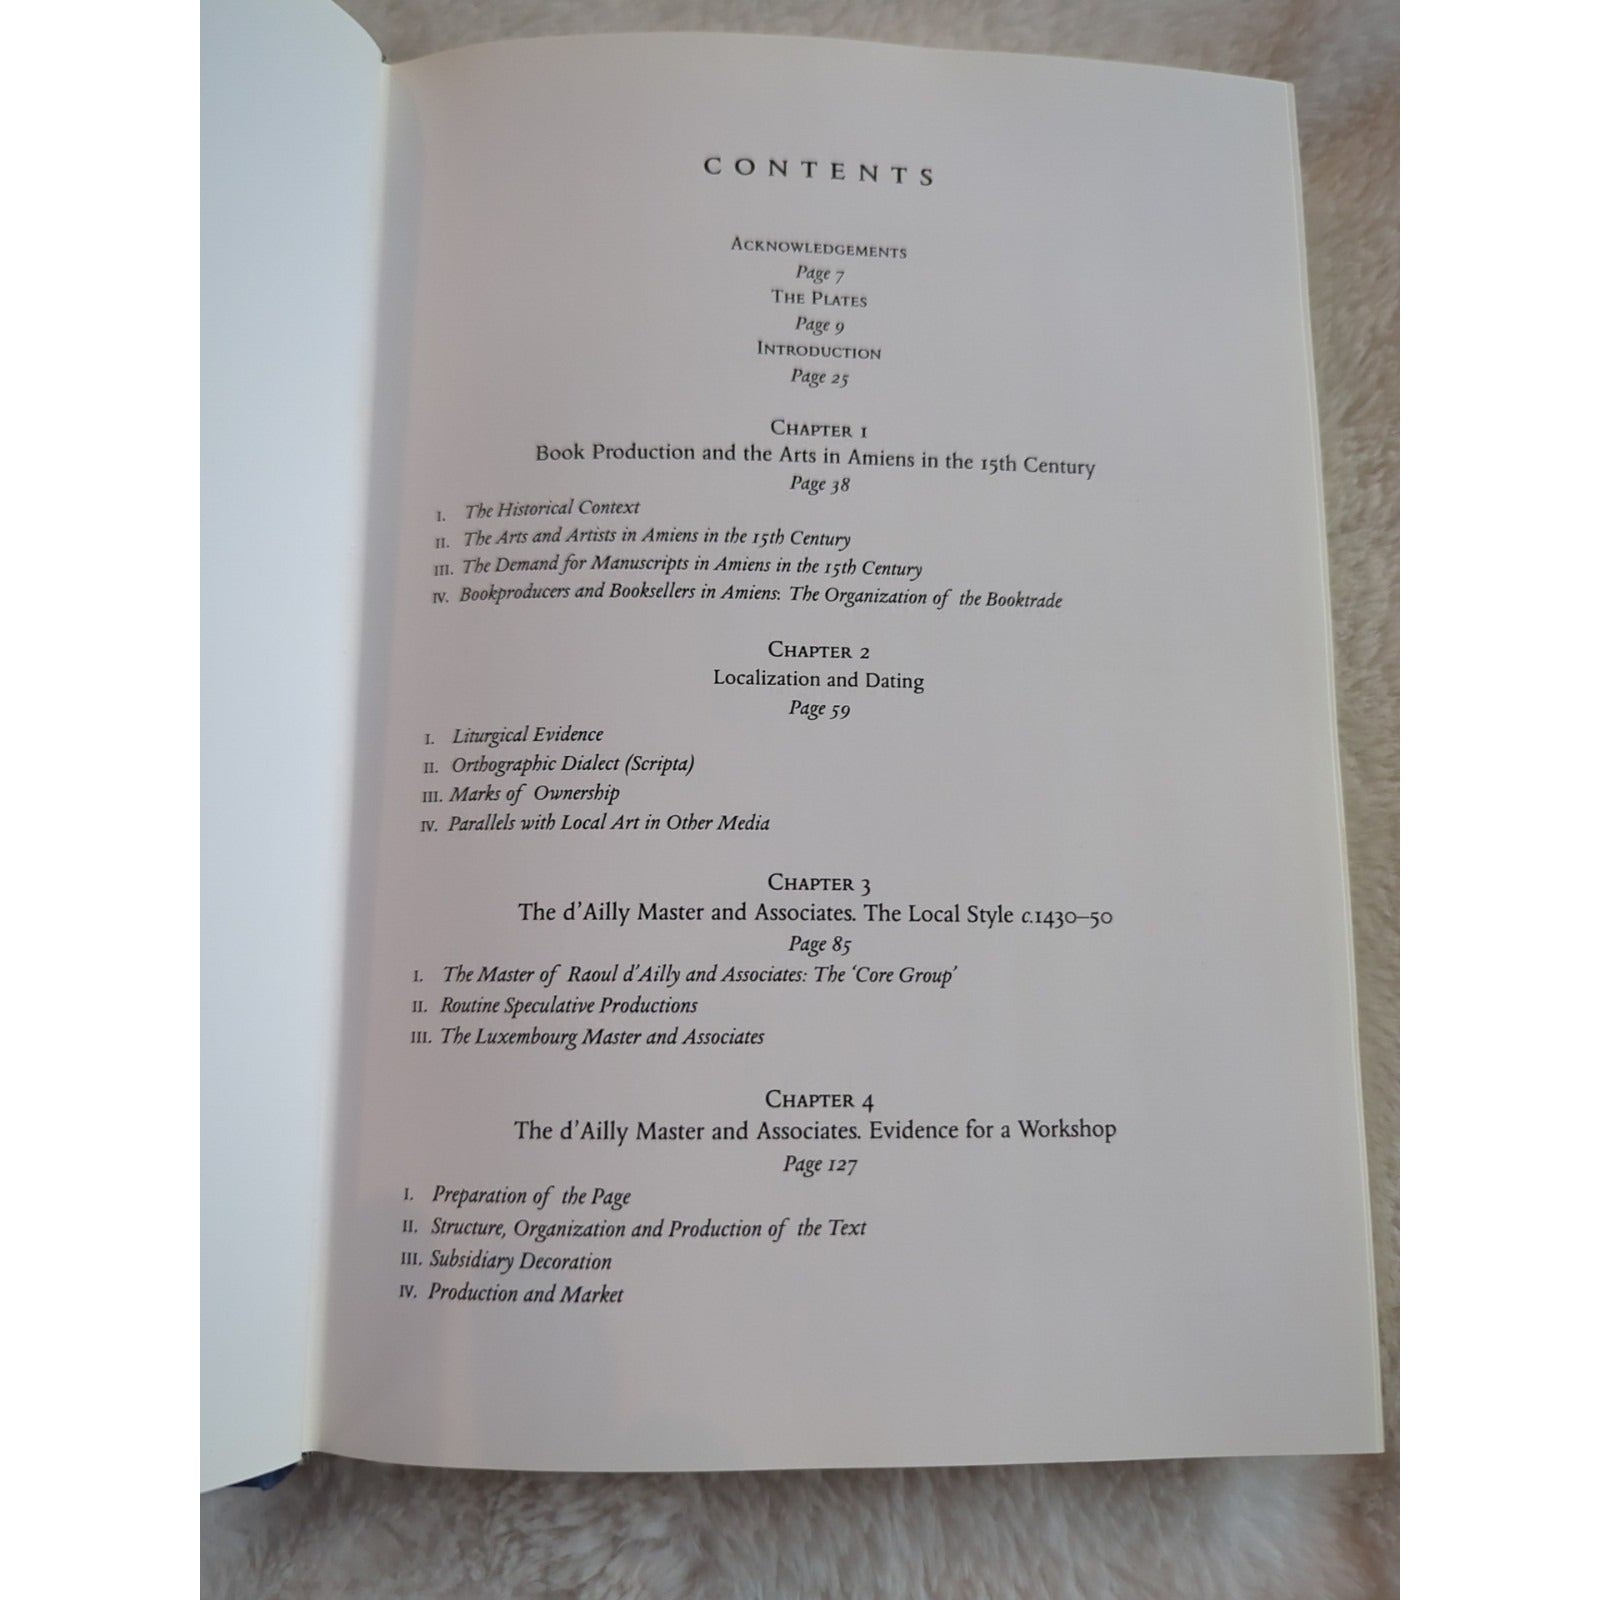 CONTENTS
Acknowledgements
Page 7
The Plates
Page 9
Introduction
Page 25
Chapter 1
Book Production and the Arts in Amiens in the 15th Century
Page 38
I. The Historical Context
II. The Arts and Artists in Amiens in the 15th Century
III. The Demand for Manuscripts in Amiens in the 15th Century
IV. Bookproducers and Booksellers in Amiens: The Organization of the Booktrade
Chapter 2
Localization and Dating
Page 59
I. Liturgical Evidence
II. Orthographic Dialect (Scripta)
III. Marks of Ownership
IV. Parallels with Local Art in Other Media
Chapter 3
The d'Ailly Master and Associates. The Local Style c.1430–50
Page 85
I. The Master of Raoul d'Ailly and Associates: The 'Core Group'
II. Routine Speculative Productions
III. The Luxembourg Master and Associates
Chapter 4
The d'Ailly Master and Associates. Evidence for a Workshop
Page 127
I. Preparation of the Page
II. Structure, Organization and Production of the Text
III. Subsidiary Decoration
IV. Production and Market